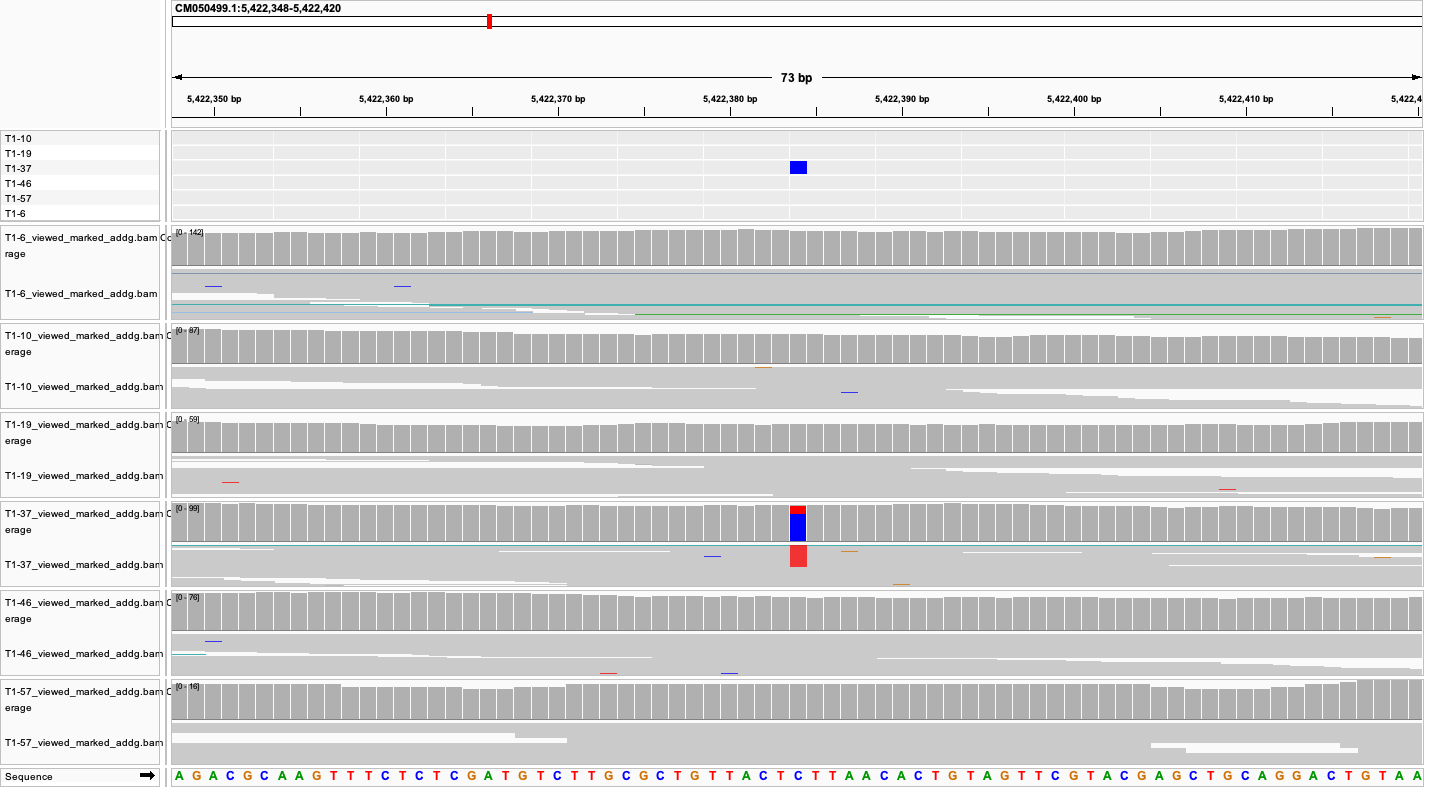 CM050499.1:5,422,348-5,422,420
73 bp
5,422,350 bp 5,422,360 bp 5,422,370 bp 5,422,380 bp 5,422,390 bp 5,422,400 bp 5,422,410 bp 5,422,4
T1-10
T1-19
T1-37
T1-46
T1-57
T1-6
T1-6_viewed_marked_addg.bam Co
rage
[0 - 142]
T1-6_viewed_marked_addg.bam
T1-10_viewed_marked_addg.bam C
erage
[0 - 87]
T1-10_viewed_marked_addg.bam
T1-19_viewed_marked_addg.bam C
erage
[0 - 59]
T1-19_viewed_marked_addg.bam
T1-37_viewed_marked_addg.bam C
erage
[0 - 99]
T1-37_viewed_marked_addg.bam
T1-46_viewed_marked_addg.bam C
erage
[0 - 76]
T1-46_viewed_marked_addg.bam
T1-57_viewed_marked_addg.bam C
erage
[0 - 16]
T1-57_viewed_marked_addg.bam
Sequence A G A C G C A A G T T T C T C T C G A T G T C T T G C G C T G T T A C T C T T A A C A C T G T A G T T C G T A C G A G C T G C A G G A C T G T A A